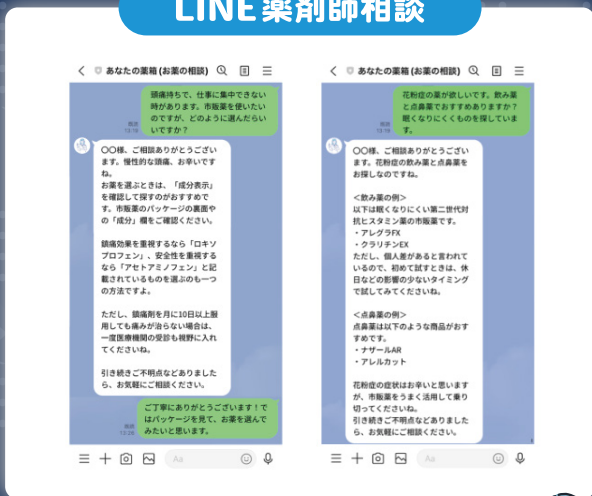 LINE薬剤師相談
あなたの薬箱(お薬の相談)
頭痛持ちで、仕事に集中できない
時があります。市販薬を使いたい
のですが、どのように選んだらい
いですか?
既読
13:18
〇〇様、ご相談ありがとうござい
ます。慢性的な頭痛、お辛いです
ね。
お薬を選ぶときは、「成分表示」
を確認して探すのがおすすめで
す。市販薬のパッケージの裏面や
の「成分」欄をご確認ください。
鎮痛効果を重視するなら「ロキソ
プロフェン」、安全性を重視する
なら「アセトアミノフェン」と記
載されているものを選ぶのも一つ
の方法ですよ。
ただし、鎮痛剤を月に10日以上服
用しても痛みが治らない場合は、
一度医療機関の受診も視野に入れ
てくださいね。
引き続きご不明点などありました
ら、お気軽にご相談ください。
ご丁寧にありがとうございます!で
はパッケージを見て、お薬を選んで
みたいと思います。
既読
13:28
Aa
あなたの薬箱(お薬の相談)
花粉症の薬が欲しいです。飲み薬
と点鼻薬でおすすめありますか?
眠くなりにくくものを探していま
す。
既読
13:18
〇〇様、ご相談ありがとうござい
ます。花粉症の飲み薬と点鼻薬を
お探しなのですね。
<飲み薬の例>
以下は眠くなりにくい第二世代対
抗ヒスタミン薬の市販薬です。
・アレグラFX
・クラリチンEX
ただし、個人差があると言われて
いるので、初めて試すときは、休
日などの影響の少ないタイミング
で試してみてくださいね。
<点鼻薬の例>
点鼻薬は以下のような商品がおす
すめです。
・ナザールAR
・アレルカット
花粉症の症状はお辛いと思います
が、市販薬をうまく活用して乗り
切ってくださいね。
引き続きご不明点などありました
ら、お気軽にご相談ください。
Aa